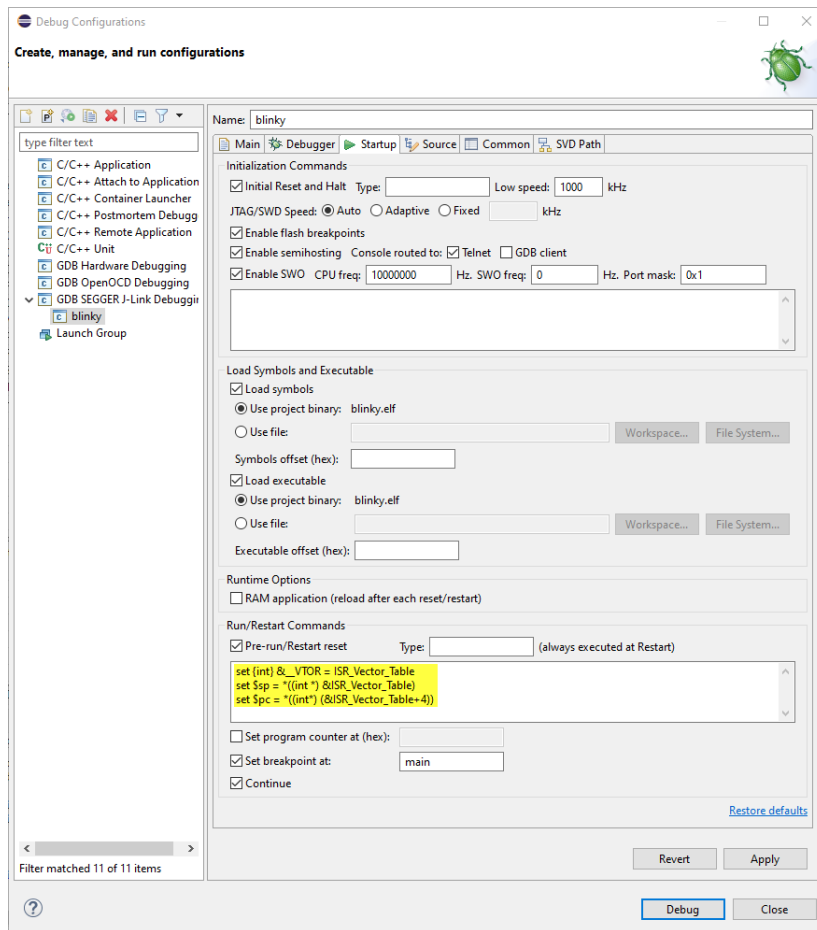 Debug Configurations
Create, manage, and run configurations
type filter text
C/C++ Application
C/C++ Attach to Application
C/C++ Container Launcher
C/C++ Postmortem Debugg
C/C++ Remote Application
C/C++ Unit
GDB Hardware Debugging
GDB OpenOCD Debugging
GDB SEGGER J-Link Debuggin
blinky
Launch Group
Filter matched 11 of 11 items
Name: blinky
Main Debugger Startup Source Common SVD Path
Initialization Commands
Initial Reset and Halt Type: Low speed: 1000 kHz
JTAG/SWD Speed: Auto Adaptive Fixed kHz
Enable flash breakpoints
Enable semihosting Console routed to: Telnet GDB client
Enable SWO CPU freq: 10000000 Hz. SWO freq: 0 Hz. Port mask: 0x1
Load Symbols and Executable
Load symbols
Use project binary: blinky.elf
Use file: Workspace... File System...
Symbols offset (hex):
Load executable
Use project binary: blinky.elf
Use file: Workspace... File System...
Executable offset (hex):
Runtime Options
RAM application (reload after each reset/restart)
Run/Restart Commands
Pre-run/Restart reset Type: (always executed at Restart)
set {int} &__VTOR = ISR_Vector_Table
set $sp = *((int *) &ISR_Vector_Table)
set $pc = *((int*) (&ISR_Vector_Table+4))
Set program counter at (hex):
Set breakpoint at: main
Continue
Restore defaults
Revert Apply
Debug Close